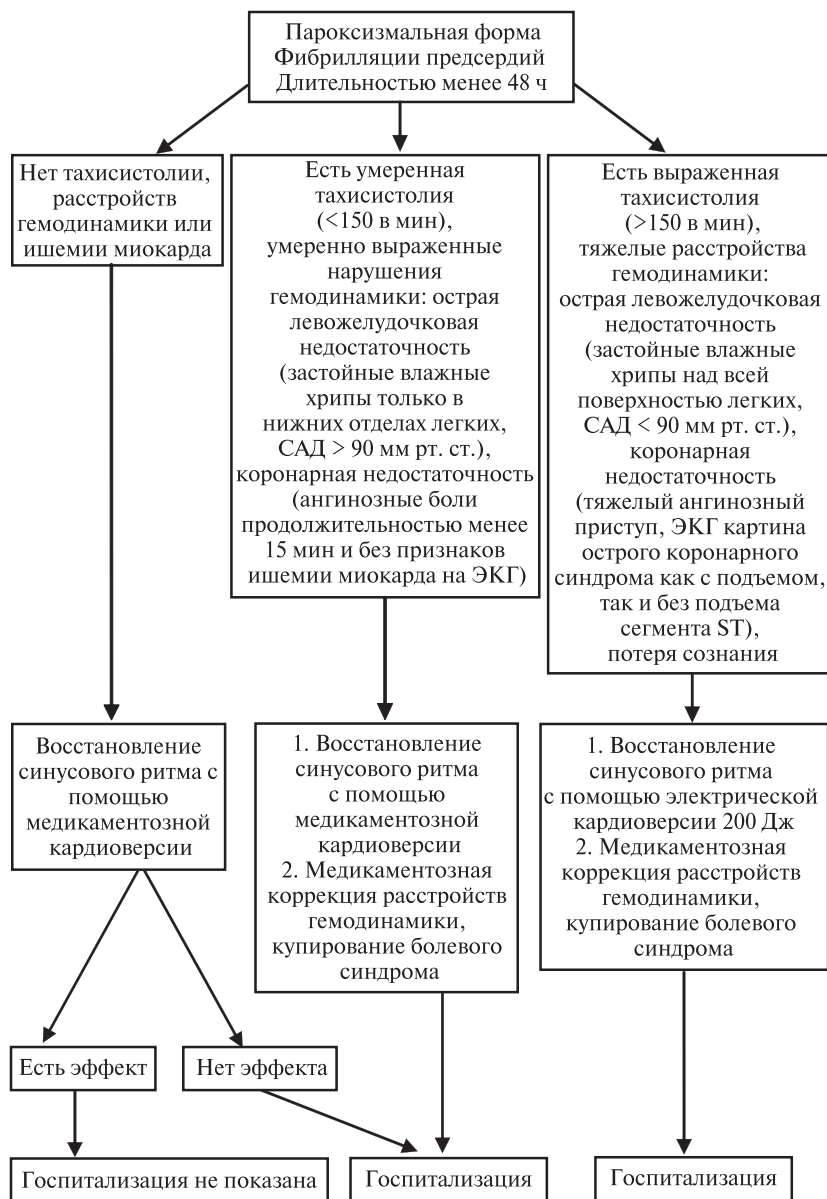 Пароксизмальная форма
Фибрилляции предсердий
Длительностью менее 48 ч
Нет тахисистолии,
расстройств
гемодинамики или
ишемии миокарда
Есть умеренная
тахисистолия
(<150 в мин),
умеренно выраженные
нарушения
гемодинамики: острая
левожелудочковая
недостаточность
(застойные влажные
хрипы только в
нижних отделах легких,
САД > 90 мм рт. ст.),
коронарная недостаточность
(ангинозные боли
продолжительностью менее
15 мин и без признаков
ишемии миокарда на ЭКГ)
Есть выраженная
тахисистолия
(>150 в мин),
тяжелые расстройства
гемодинамики:
острая левожелудочковая
недостаточность
(застойные влажные
хрипы над всей
поверхностью легких,
САД < 90 мм рт. ст.),
коронарная
недостаточность
(тяжелый ангинозный
приступ, ЭКГ картина
острого коронарного
синдрома как с подъемом,
так и без подъема
сегмента ST),
потеря сознания
Восстановление
синусового ритма с
помощью
медикаментозной
кардиоверсии
1. Восстановление
синусового ритма
с помощью
медикаментозной
кардиоверсии
2. Медикаментозная
коррекция расстройств
гемодинамики,
купирование болевого
синдрома
1. Восстановление
синусового ритма
с помощью электрической
кардиоверсии 200 Дж
2. Медикаментозная
коррекция расстройств
гемодинамики,
купирование болевого
синдрома
Есть эффект
Нет эффекта
Госпитализация не показана
Госпитализация
Госпитализация